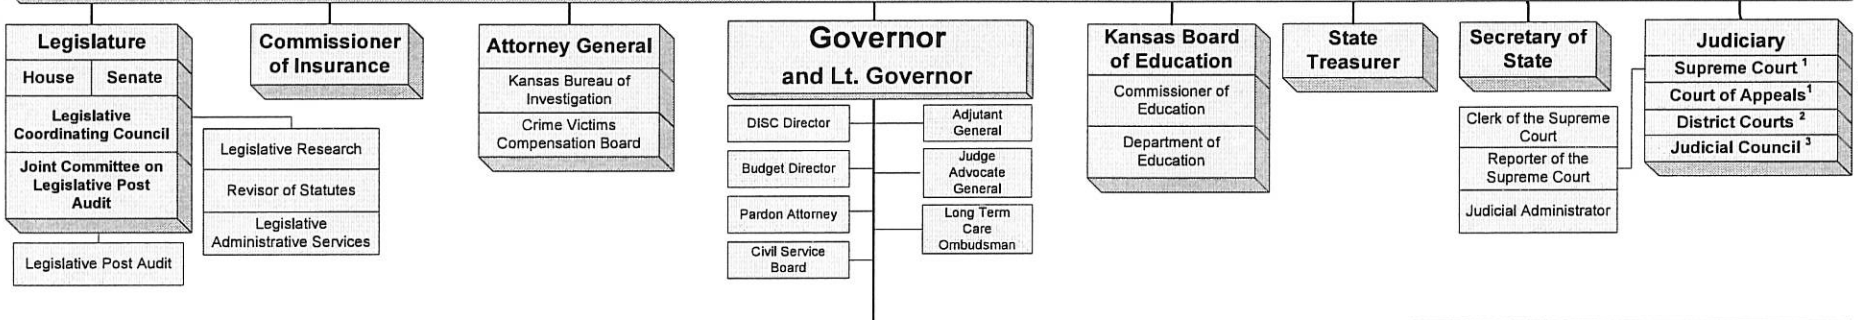 Legislature
House
Senate
Legislative
Coordinating Council
Joint Committee on
Legislative Post
Audit
Legislative Post Audit
Legislative Research
Revisor of Statutes
Legislative
Administrative Services
Commissioner
of Insurance
Attorney General
Kansas Bureau of
Investigation
Crime Victims
Compensation Board
Governor
and Lt. Governor
DISC Director
Budget Director
Pardon Attorney
Civil Service
Board
Adjutant
General
Judge
Advocate
General
Long Term
Care
Ombudsman
Kansas Board
of Education
Commissioner of
Education
Department of
Education
State
Treasurer
Secretary of
State
Clerk of the Supreme
Court
Reporter of the
Supreme Court
Judicial Administrator
Judiciary
Supreme Court 1
Court of Appeals1
District Courts 2
Judicial Council 3